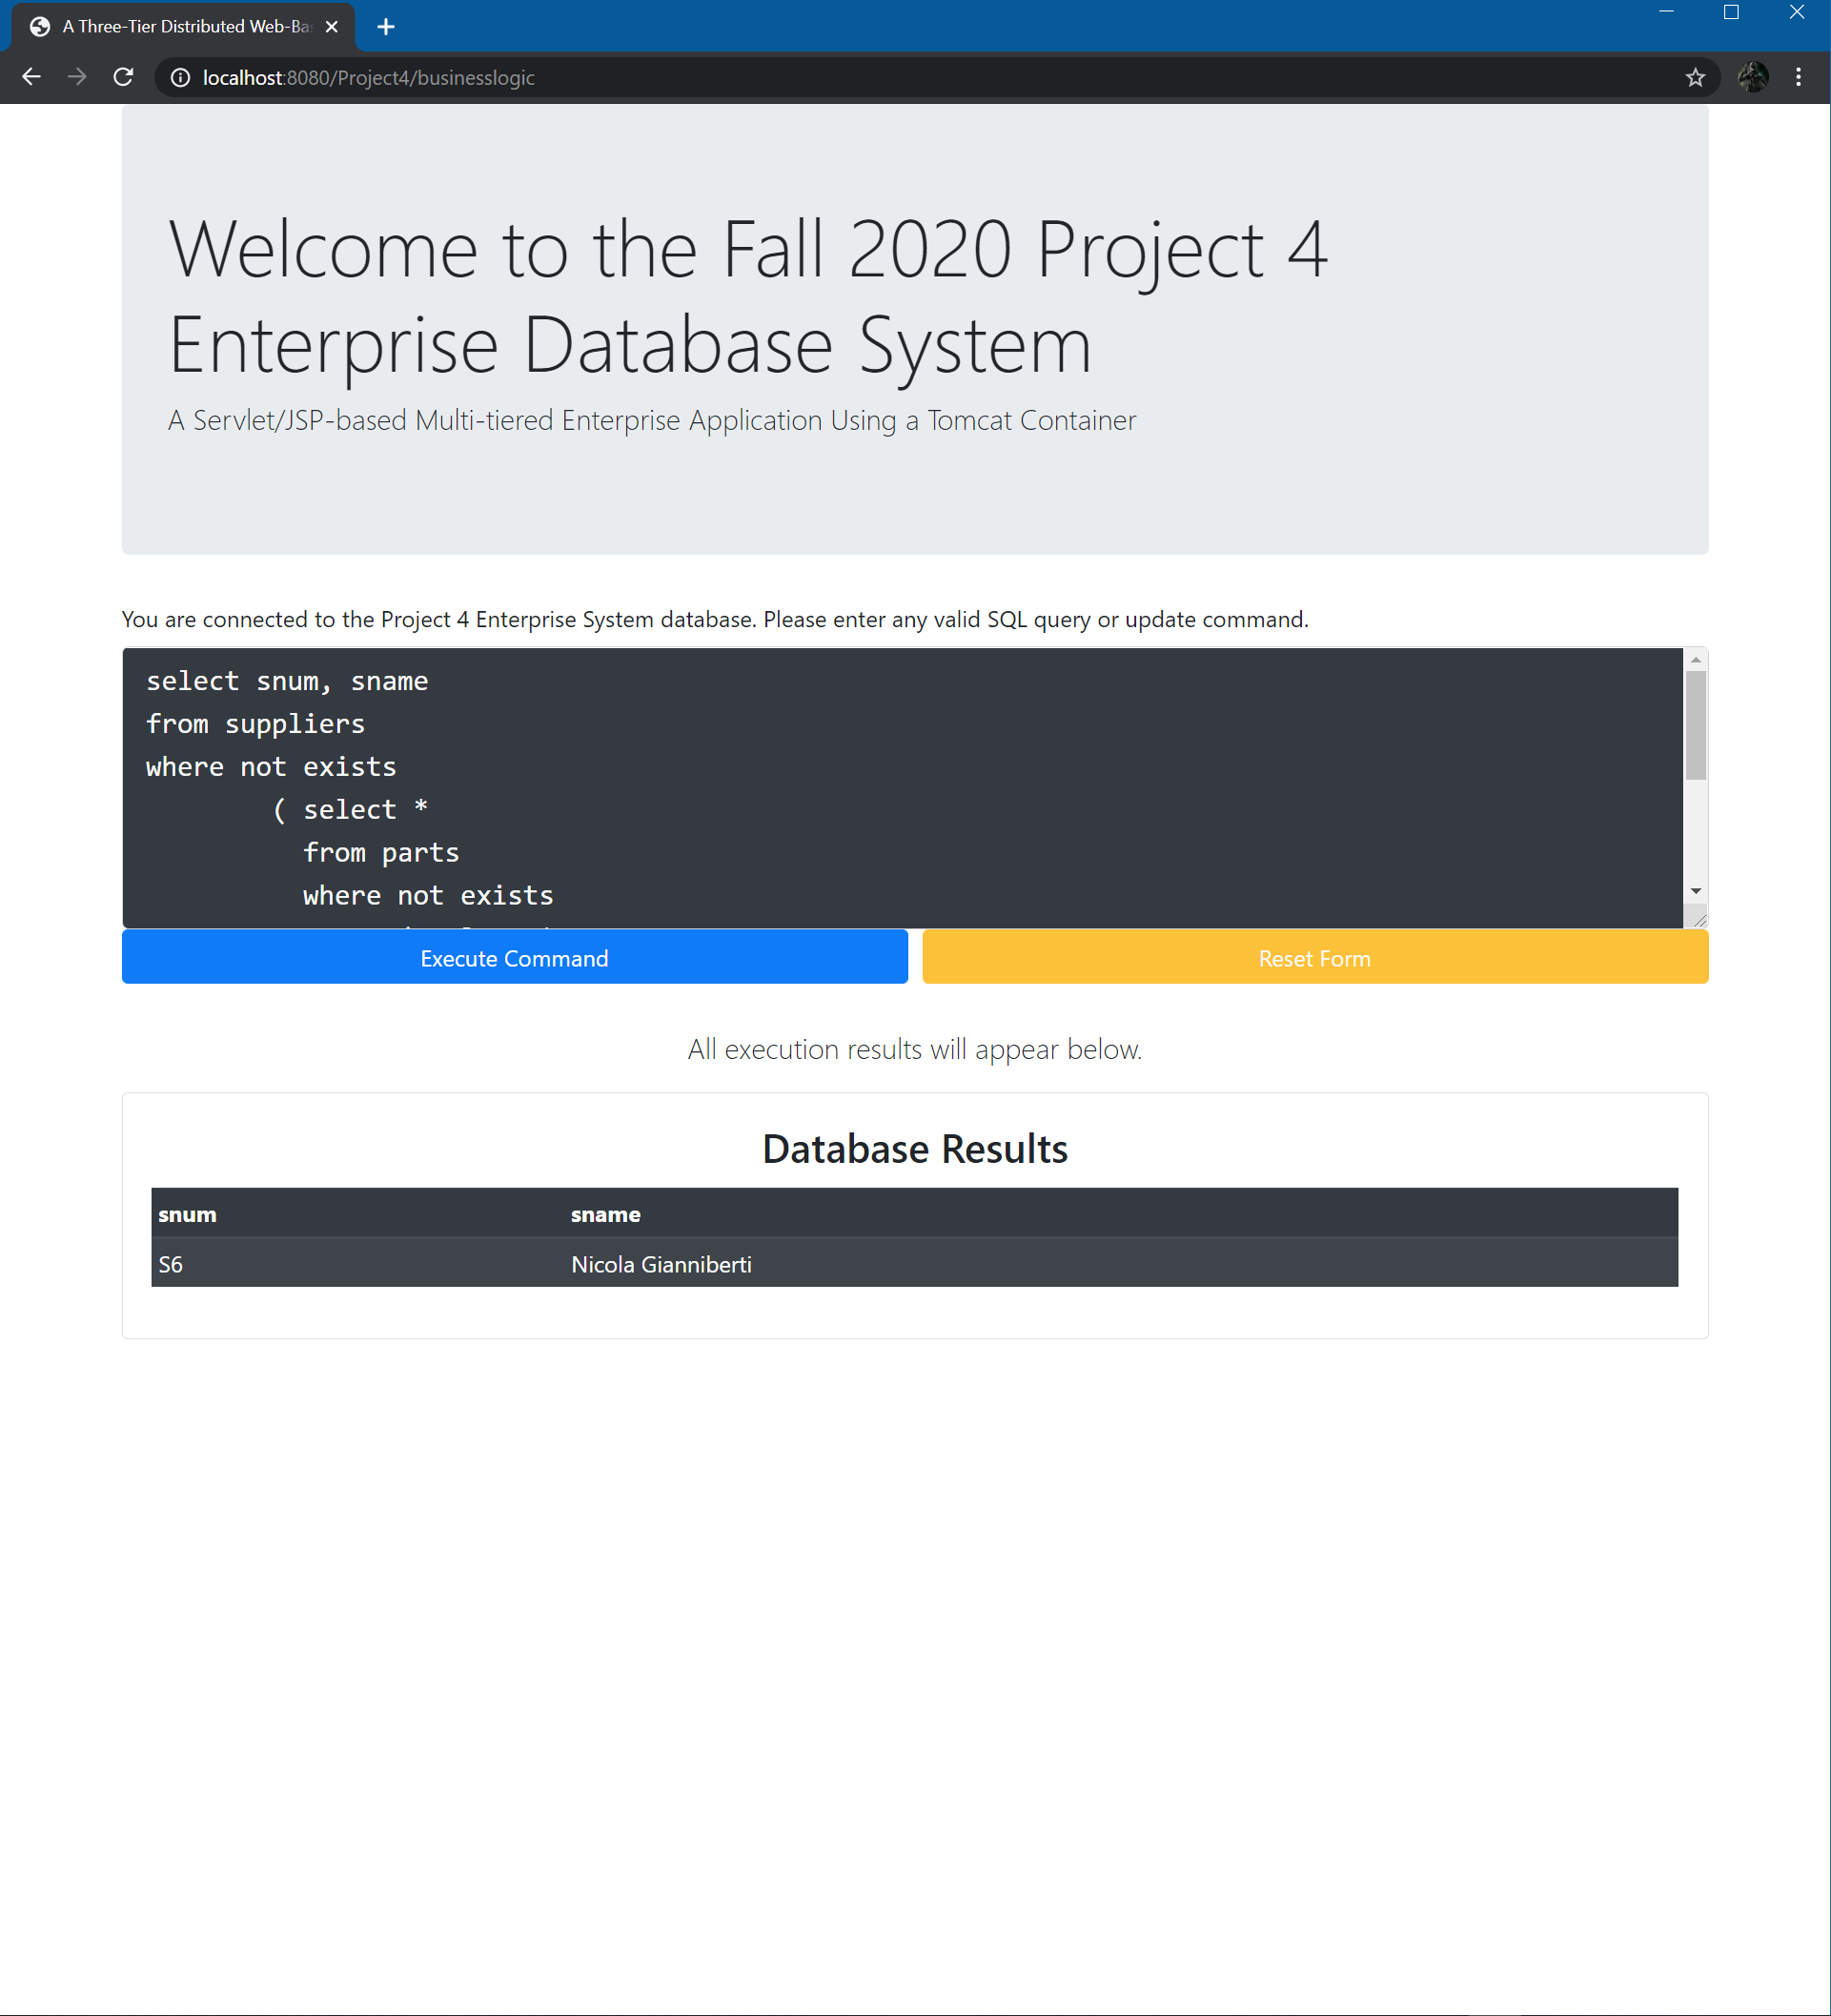 A Three-Tier Distributed Web-Ba
localhost:8080/Project4/businesslogic
Welcome to the Fall 2020 Project 4
Enterprise Database System
A Servlet/JSP-based Multi-tiered Enterprise Application Using a Tomcat Container
You are connected to the Project 4 Enterprise System database. Please enter any valid SQL query or update command.
select snum, sname
from suppliers
where not exists
( select *
from parts
where not exists
Execute Command
Reset Form
All execution results will appear below.
Database Results
snum sname
S6 Nicola Gianniberti